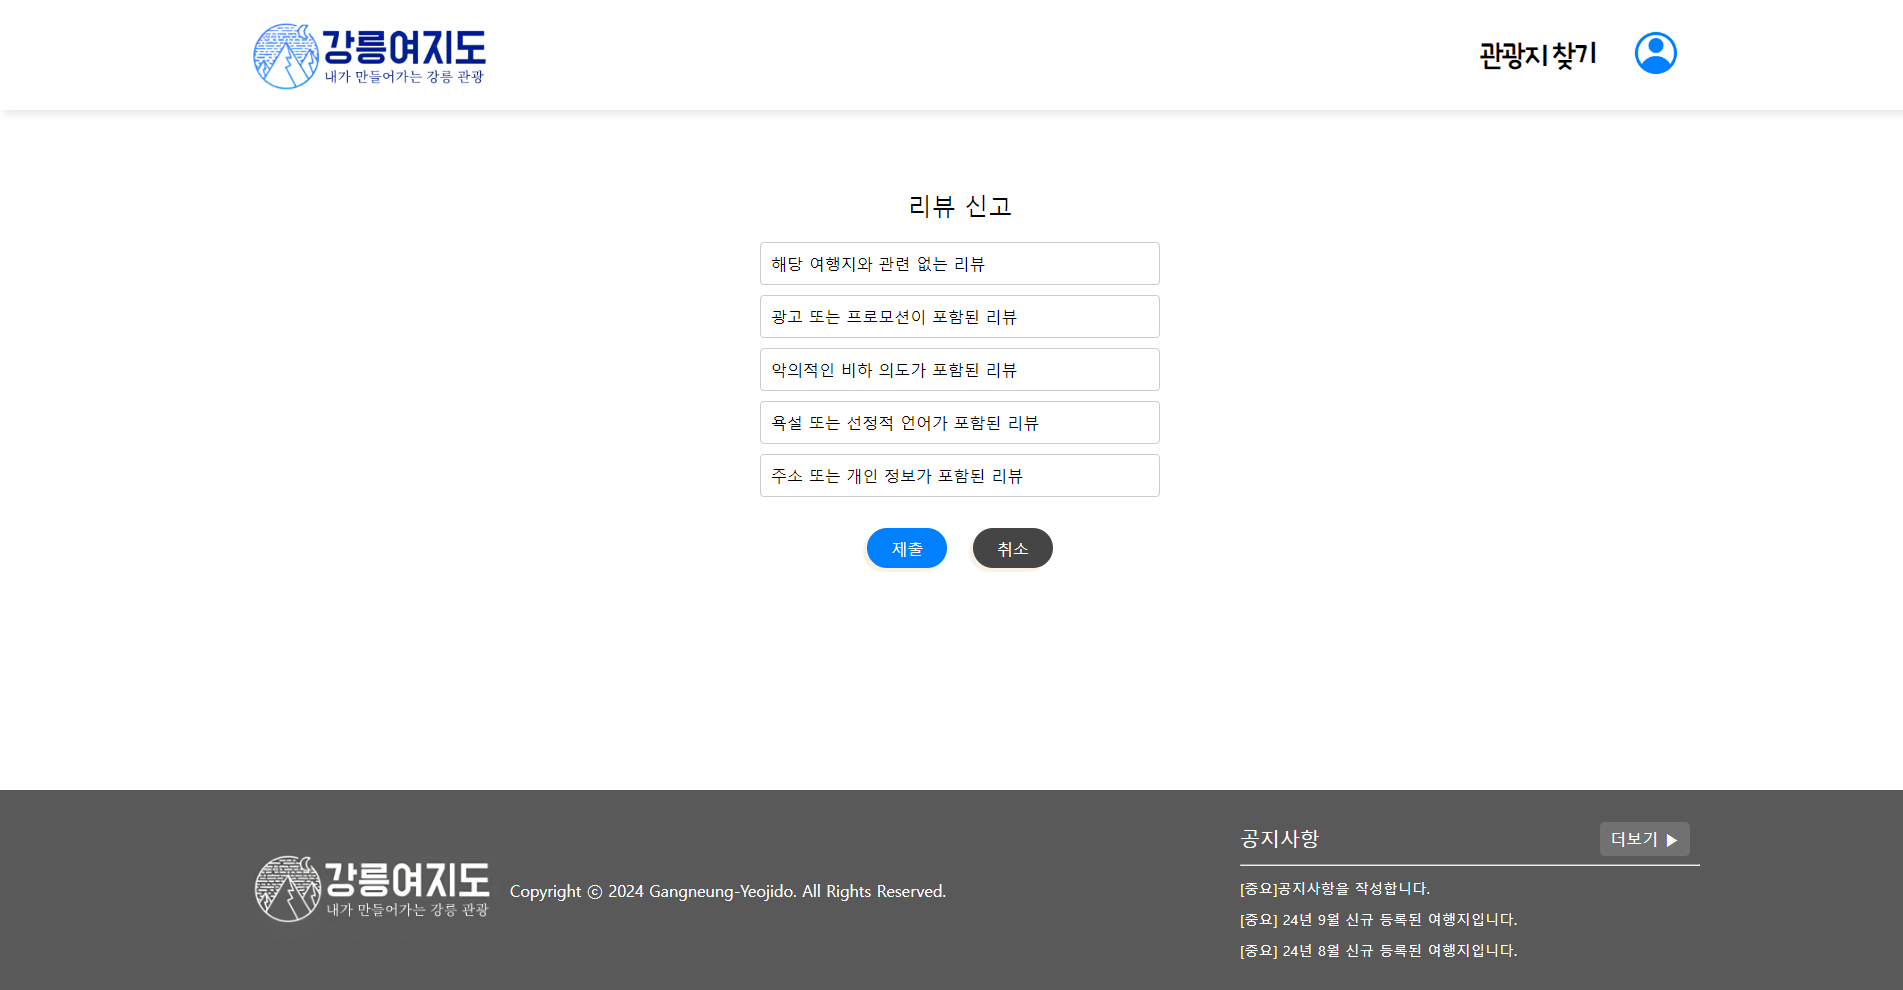 강릉여지도
내가 만들어가는 강릉 관광
관광지 찾기
리뷰 신고
해당 여행지와 관련 없는 리뷰
광고 또는 프로모션이 포함된 리뷰
악의적인 비하 의도가 포함된 리뷰
욕설 또는 선정적 언어가 포함된 리뷰
주소 또는 개인 정보가 포함된 리뷰
제출
취소
강릉여지도
내가 만들어가는 강릉 관광
Copyright ⓒ 2024 Gangneung-Yeojido. All Rights Reserved.
공지사항
더보기 ▶
[중요]공지사항을 작성합니다.
[중요] 24년 9월 신규 등록된 여행지입니다.
[중요] 24년 8월 신규 등록된 여행지입니다.